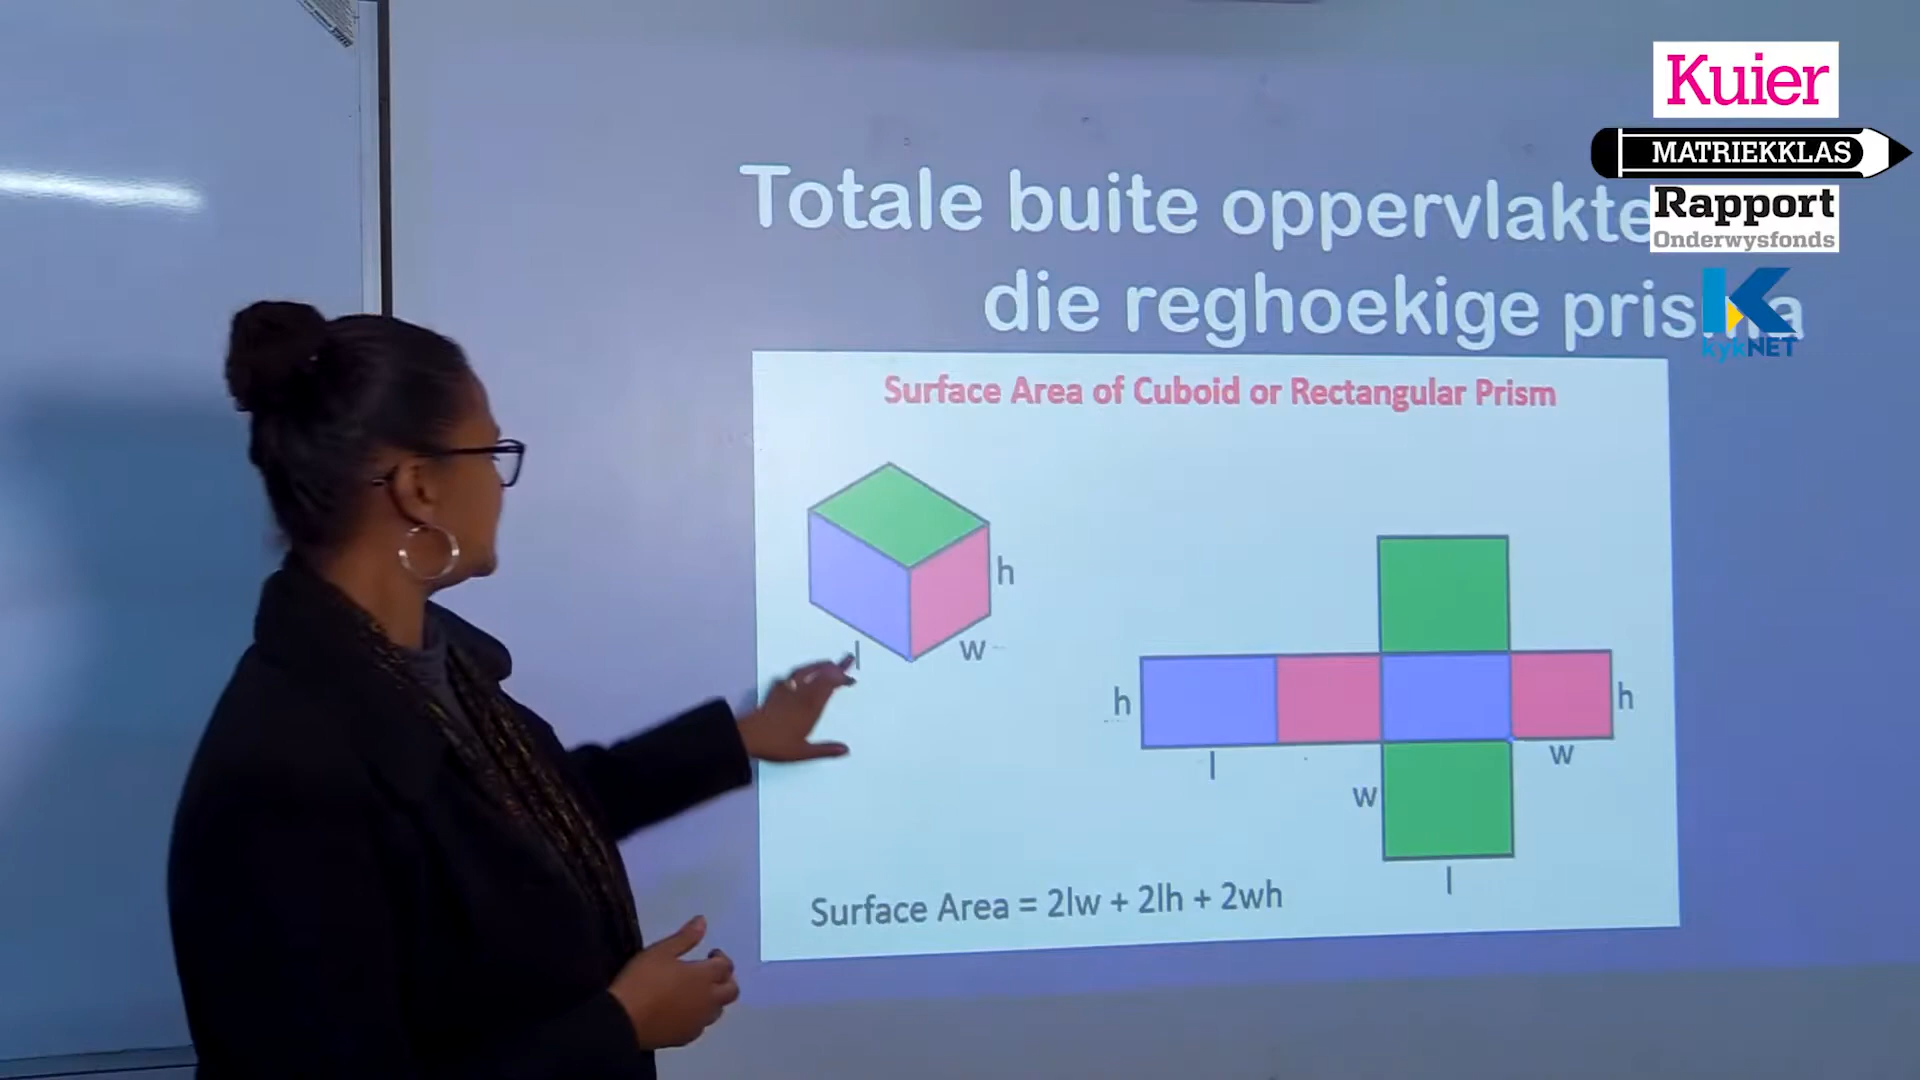 Kuier
MATRIEKKLAS
Rapport
Onderwysfonds
kykNET
Totale buite oppervlakte
die reghoekige prisma
Surface Area of Cuboid or Rectangular Prism
h
l
w
h
h
l
w
w
l
Surface Area = 2lw + 2lh + 2wh